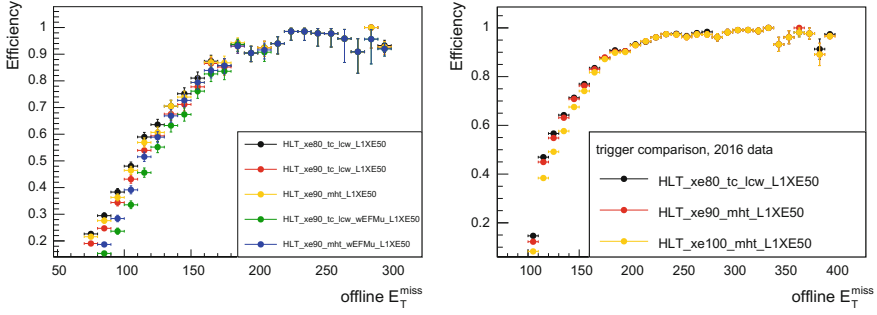 Efficiency
1
0.9
0.8
0.7
0.6
0.5
0.4
0.3
0.2
HLT_xe80_tc_lcw_L1XE50
HLT_xe90_tc_lcw_L1XE50
HLT_xe90_mht_L1XE50
HLT_xe90_tc_lcw_wEFMu_L1XE50
HLT_xe90_mht_wEFMu_L1XE50
50 100 150 200 250 300
offline E_T^miss
Efficiency
1
0.8
0.6
0.4
0.2
trigger comparison, 2016 data
HLT_xe80_tc_lcw_L1XE50
HLT_xe90_mht_L1XE50
HLT_xe100_mht_L1XE50
100 150 200 250 300 350 400
offline E_T^miss